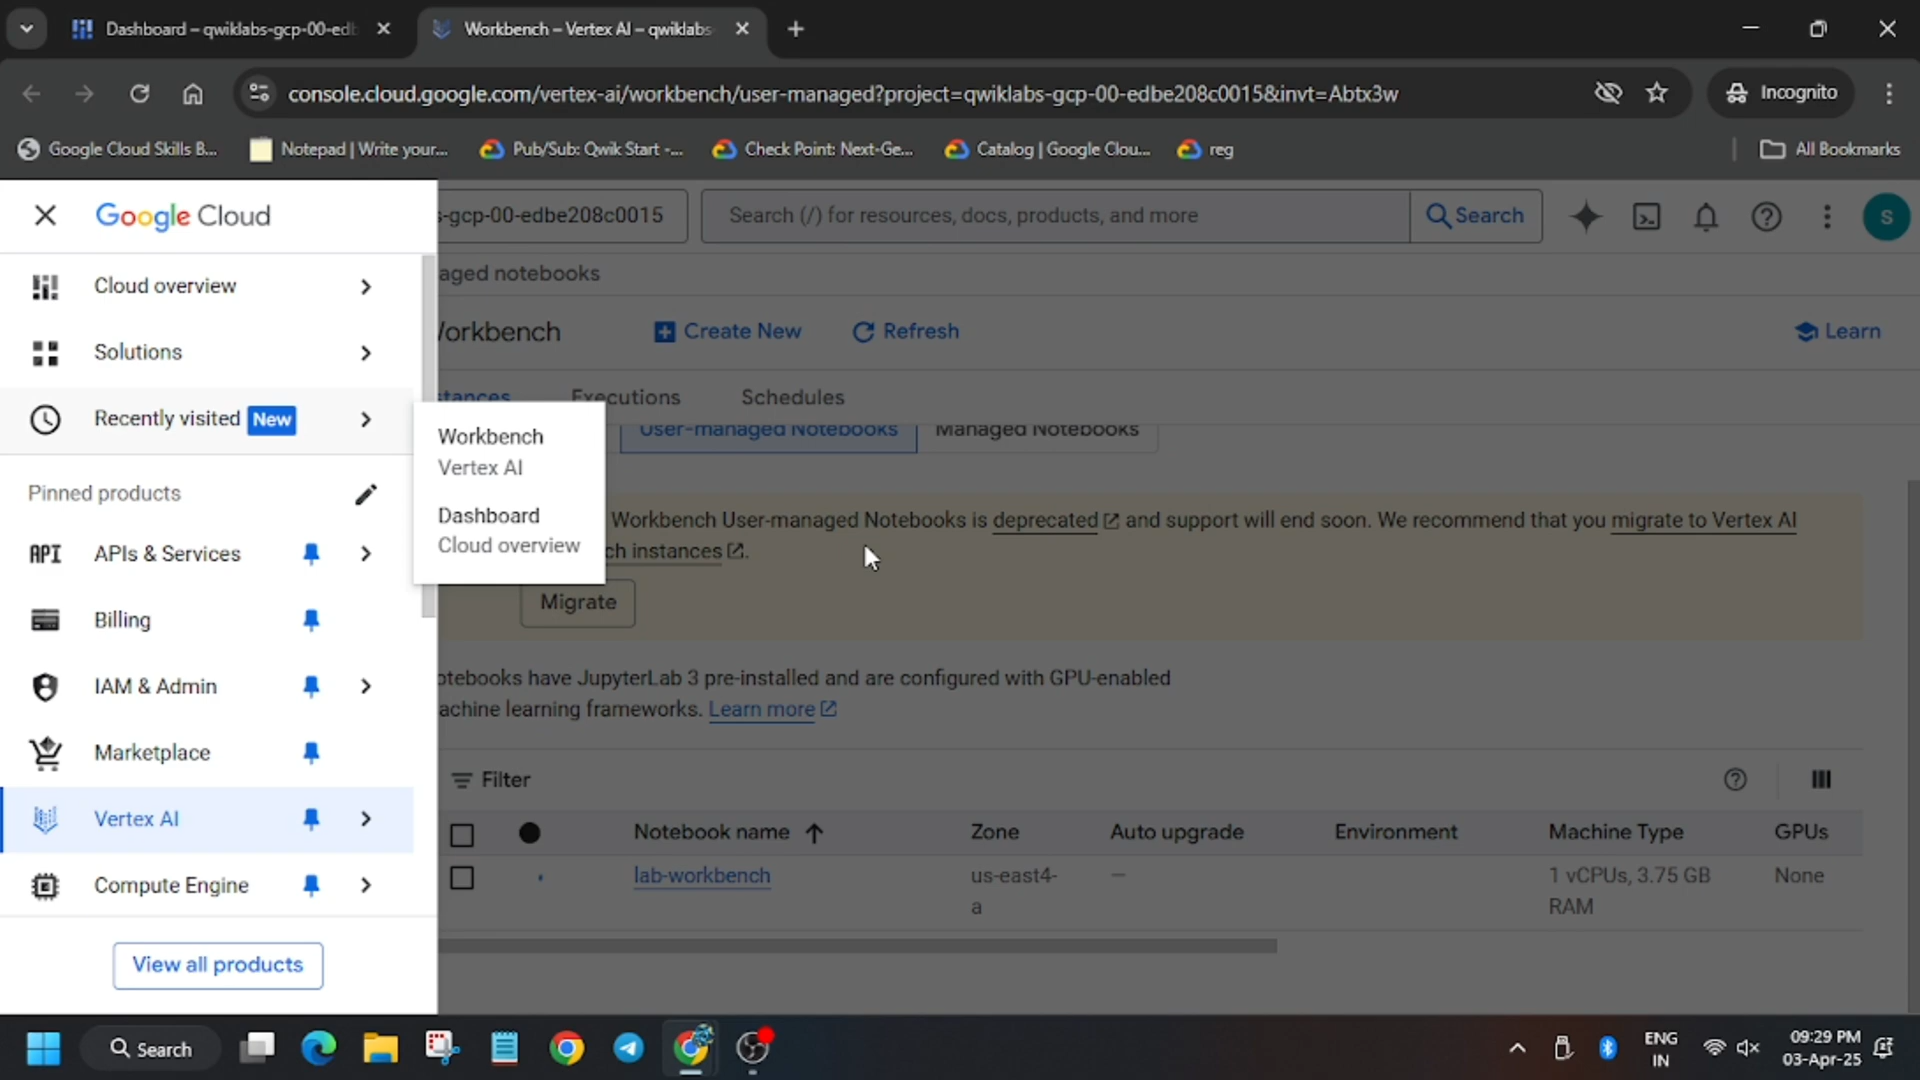 Dashboard – qwiklabs-gcp-00-edb
Workbench – Vertex AI – qwiklabs-
console.cloud.google.com/vertex-ai/workbench/user-managed?project=qwiklabs-gcp-00-edbe208c0015&invt=Abtx3w
Incognito
Google Cloud Skills B...
Notepad | Write your...
Pub/Sub: Qwik Start -...
Check Point: Next-Ge...
Catalog | Google Clou...
reg
All Bookmarks
Google Cloud
s-gcp-00-edbe208c0015
Search (/) for resources, docs, products, and more
Search
S
Cloud overview
Solutions
Recently visited New
Pinned products
APIs & Services
Billing
IAM & Admin
Marketplace
Vertex AI
Compute Engine
View all products
Workbench
Vertex AI
Dashboard
Cloud overview
aged notebooks
Workbench
Create New
Refresh
Learn
stances
Executions
Schedules
User-managed Notebooks
Managed Notebooks
Workbench User-managed Notebooks is deprecated and support will end soon. We recommend that you migrate to Vertex AI
ch instances.
Migrate
otebooks have JupyterLab 3 pre-installed and are configured with GPU-enabled
achine learning frameworks. Learn more
Filter
Notebook name
Zone
Auto upgrade
Environment
Machine Type
GPUs
lab-workbench
us-east4-
a
—
1 vCPUs, 3.75 GB
RAM
None
Search
ENG
IN
09:29 PM
03-Apr-25